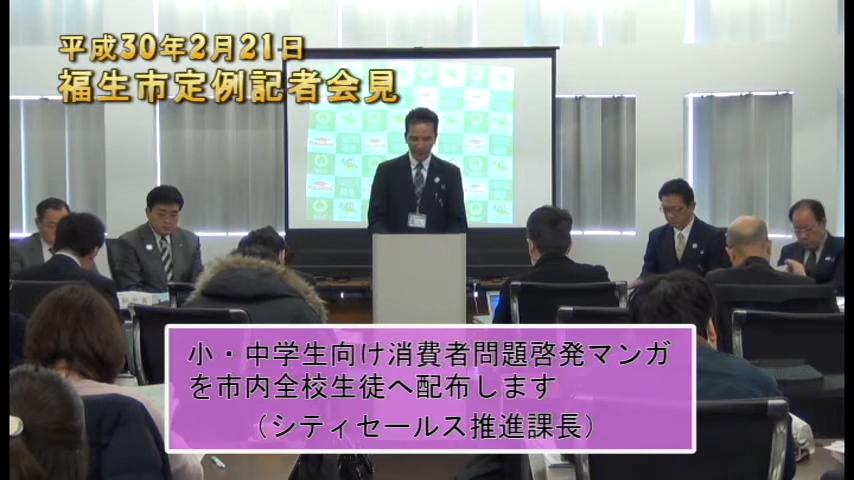 平成30年2月21日
福生市定例記者会見
小・中学生向け消費者問題啓発マンガ
を市内全校生徒へ配布します
（シティセールス推進課長）